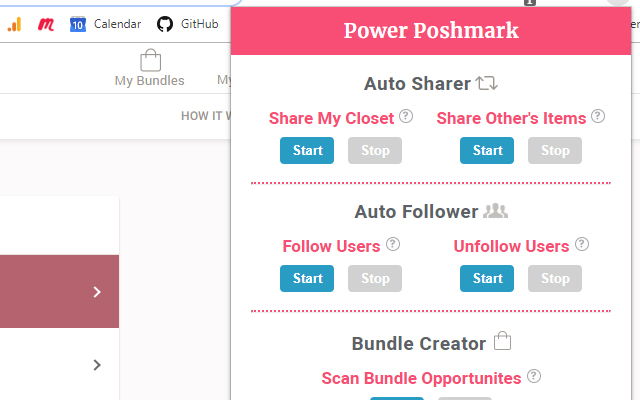 1
10 Calendar GitHub
Power Poshmark
My Bundles
My
HOW IT W
Auto Sharer
Share My Closet ? Share Other's Items ?
Start Stop Start Stop
Auto Follower
Follow Users ? Unfollow Users ?
Start Stop Start Stop
Bundle Creator
Scan Bundle Opportunites ?